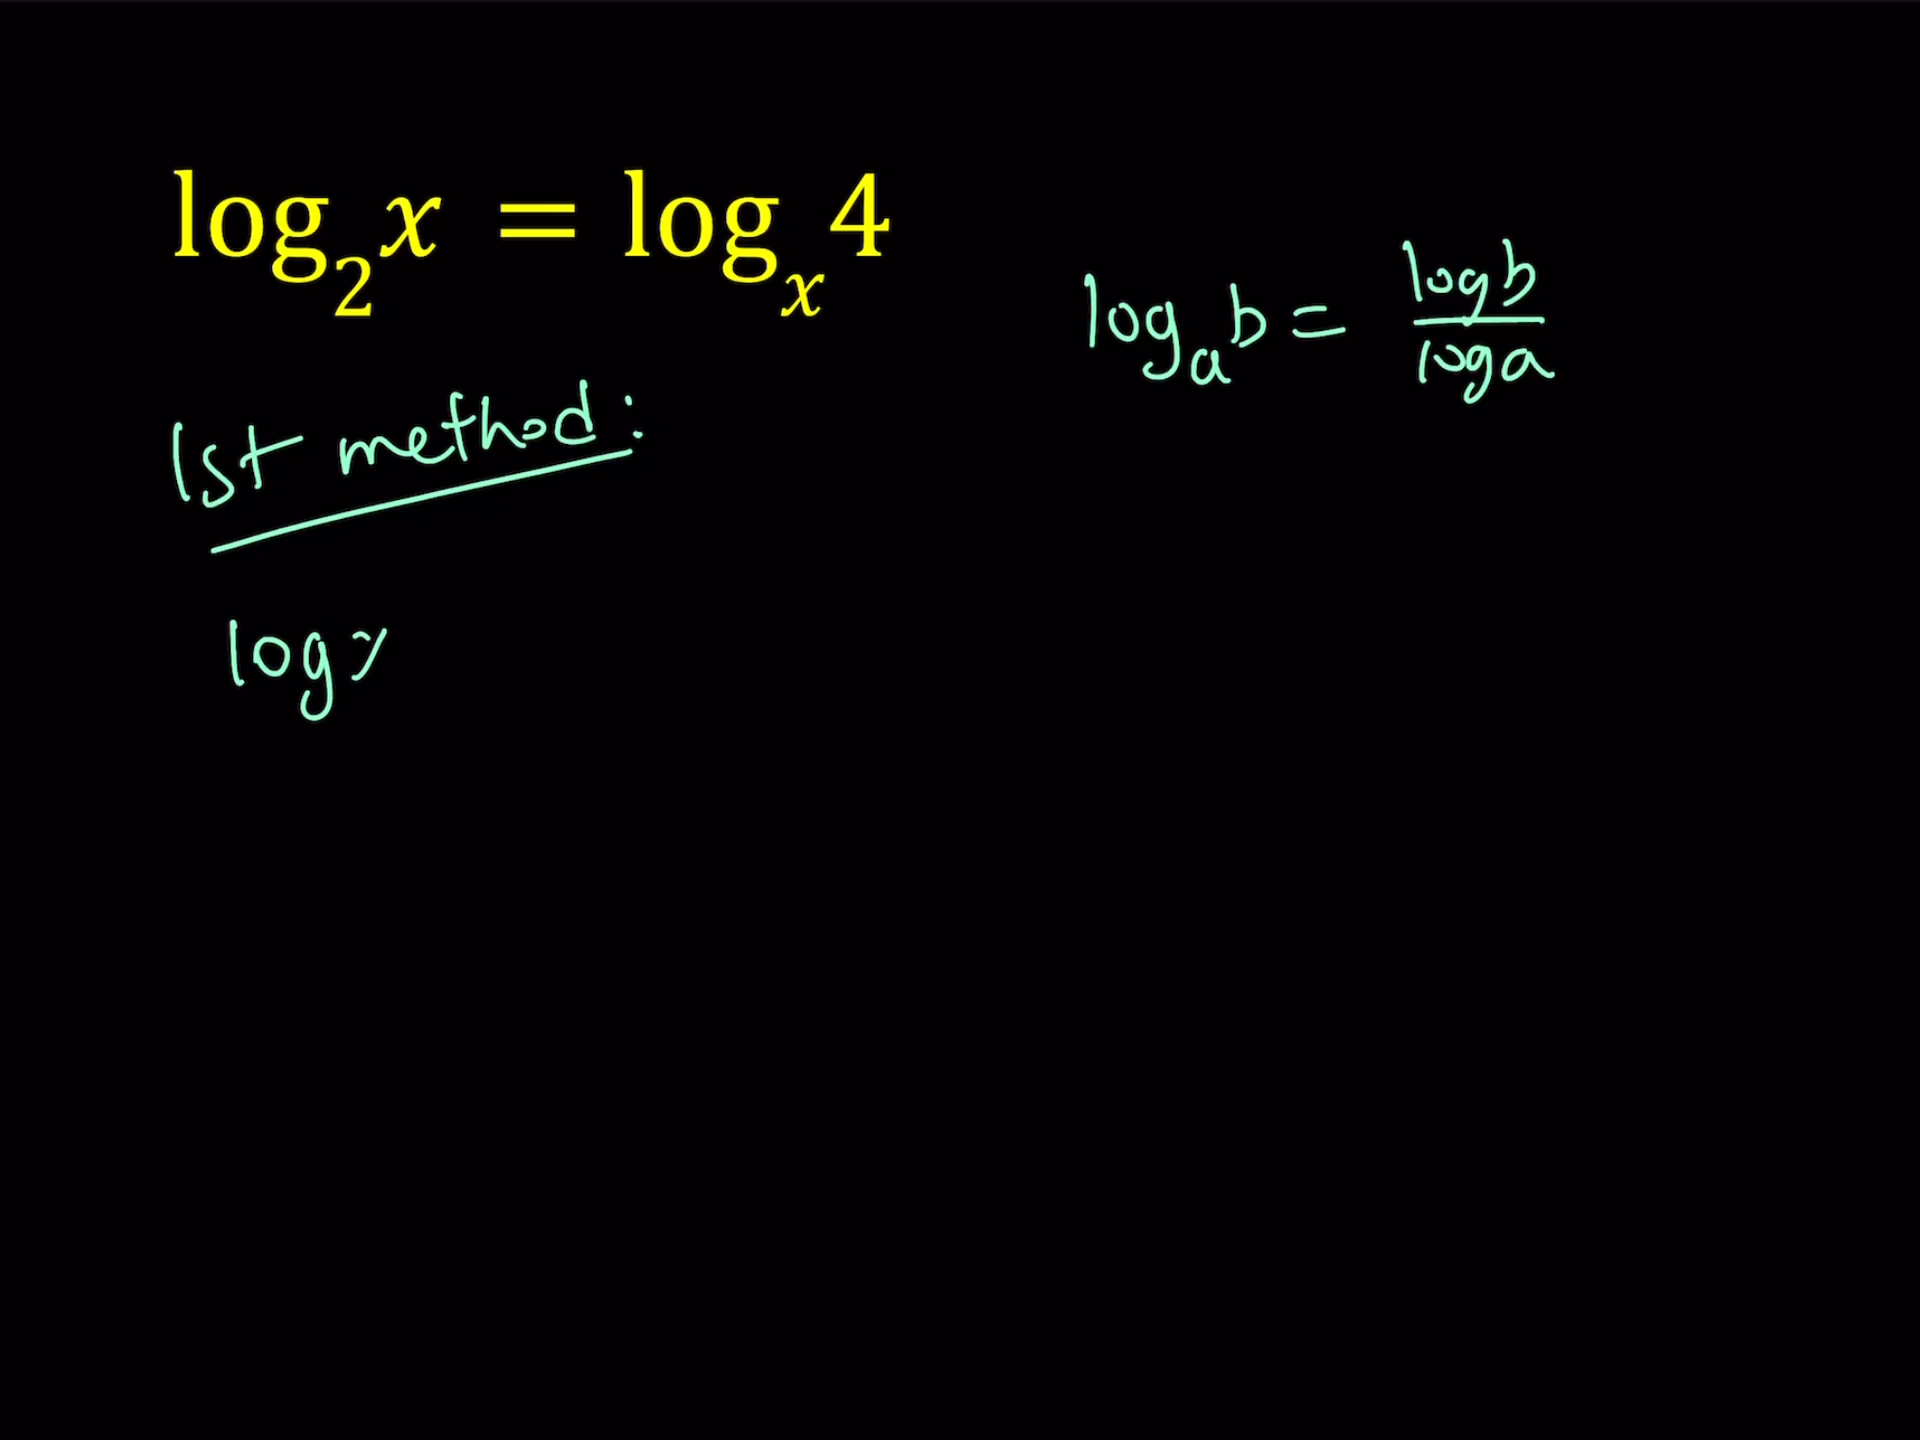 log₂x = logₓ4
logₐb = log b / log a
1st method:
log x